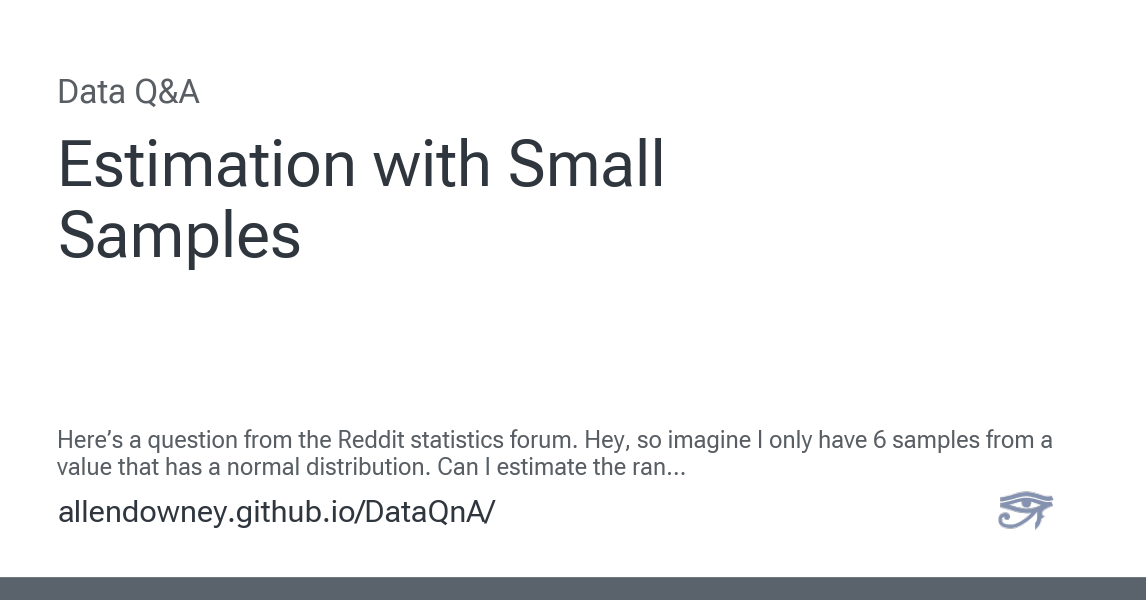 Data Q&A
Estimation with Small
Samples
Here’s a question from the Reddit statistics forum. Hey, so imagine I only have 6 samples from a
value that has a normal distribution. Can I estimate the ran...
allendowney.github.io/DataQnA/